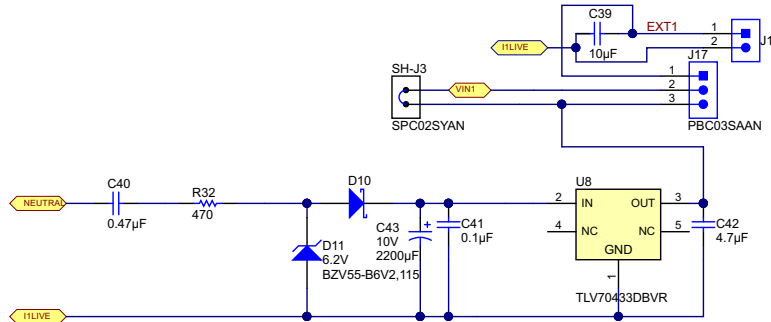 C39
EXT1
1
J1
I1LIVE
2
10µF
J17
SH-J3
1
VIN1
2
3
SPC02SYAN
PBC03SAAN
C40
R32
D10
U8
NEUTRAL
2
IN
OUT
3
0.47µF
470
C43
C41
C42
D11
10V
0.1µF
4
NC
NC
5
4.7µF
6.2V
2200µF
GND
BZV55-B6V2,115
1
TLV70433DBVR
I1LIVE